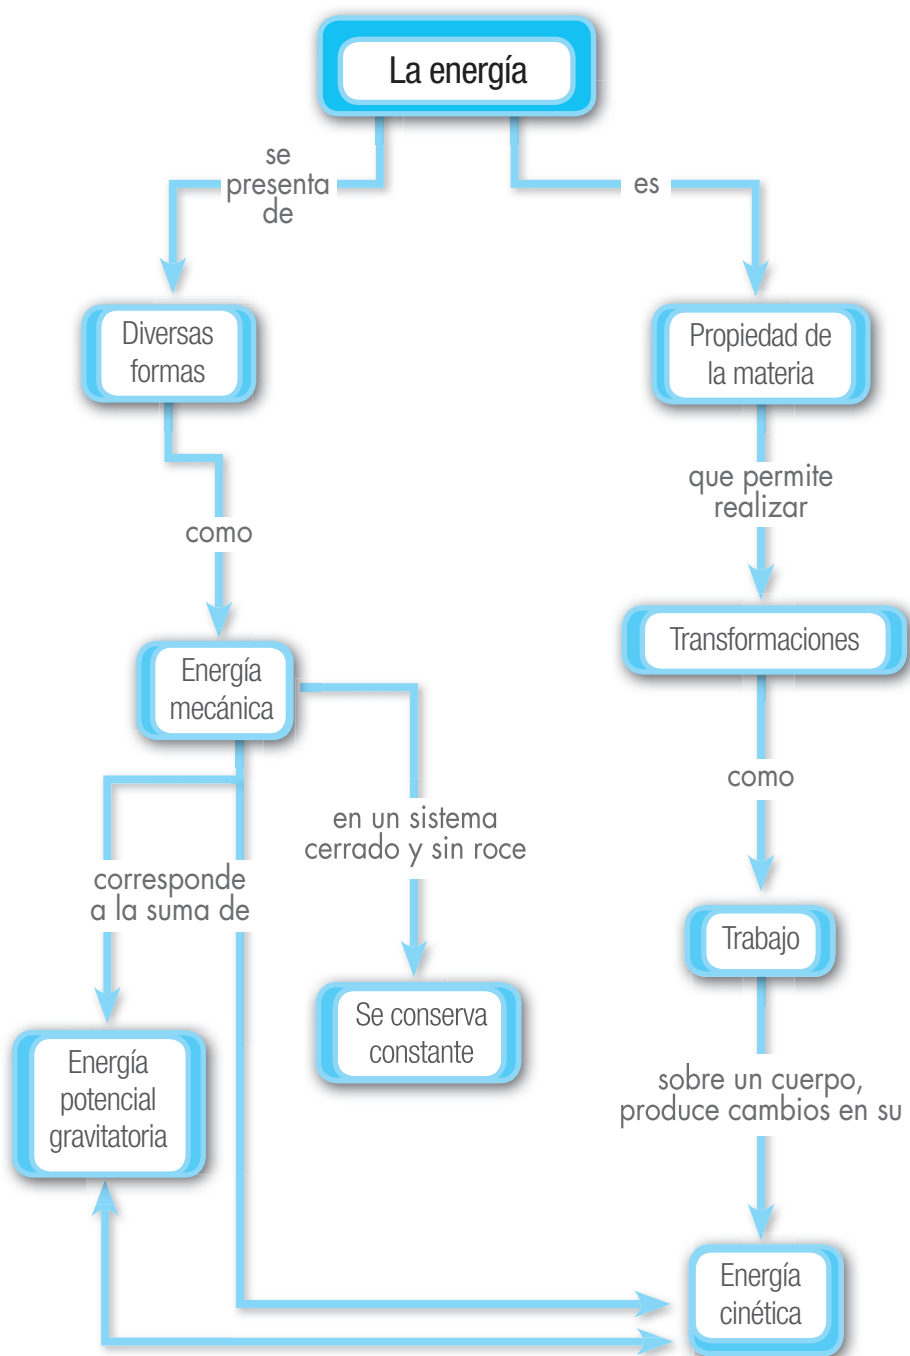 La energía
se
presenta
de
es
Diversas
formas
Propiedad de
la materia
como
que permite
realizar
Energía
mecánica
Transformaciones
corresponde
a la suma de
en un sistema
cerrado y sin roce
como
Energía
potencial
gravitatoria
Se conserva
constante
Trabajo
sobre un cuerpo,
produce cambios en su
Energía
cinética